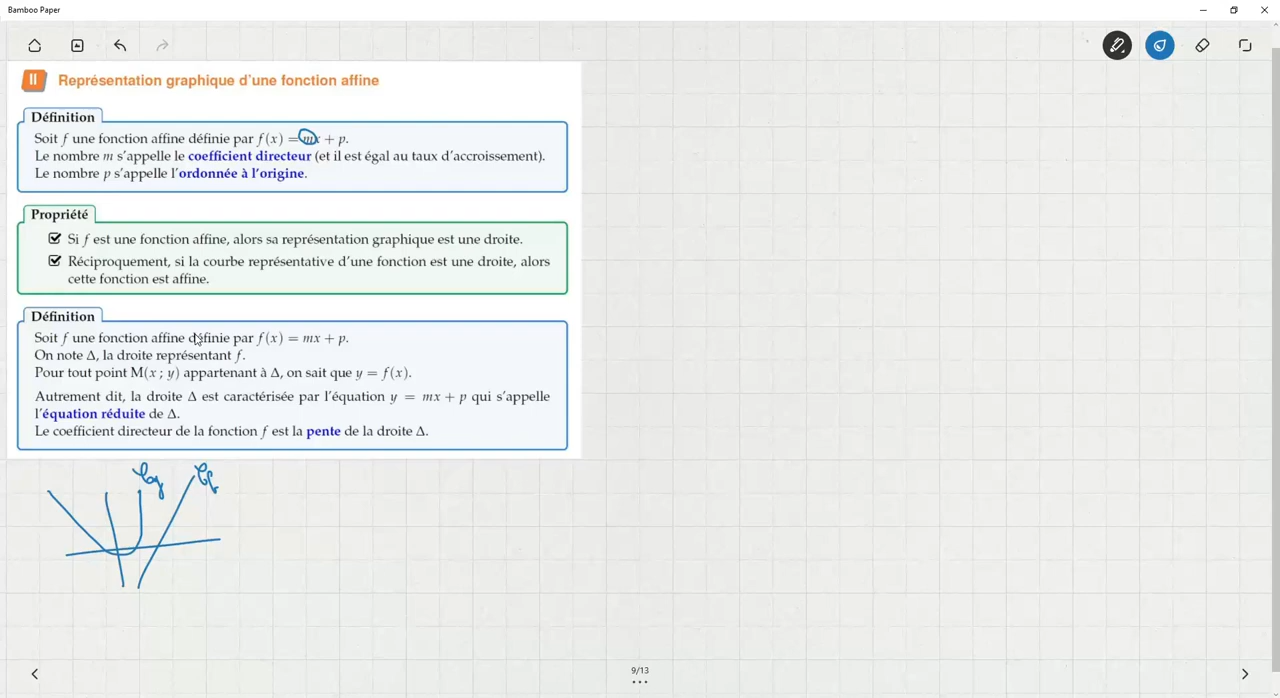 Bamboo Paper
II Représentation graphique d'une fonction affine
Définition
Soit f une fonction affine définie par f(x) = mx + p.
Le nombre m s'appelle le coefficient directeur (et il est égal au taux d'accroissement).
Le nombre p s'appelle l'ordonnée à l'origine.
Propriété
☑ Si f est une fonction affine, alors sa représentation graphique est une droite.
☑ Réciproquement, si la courbe représentative d'une fonction est une droite, alors
cette fonction est affine.
Définition
Soit f une fonction affine définie par f(x) = mx + p.
On note Δ, la droite représentant f.
Pour tout point M(x ; y) appartenant à Δ, on sait que y = f(x).
Autrement dit, la droite Δ est caractérisée par l'équation y = mx + p qui s'appelle
l'équation réduite de Δ.
Le coefficient directeur de la fonction f est la pente de la droite Δ.
9/13